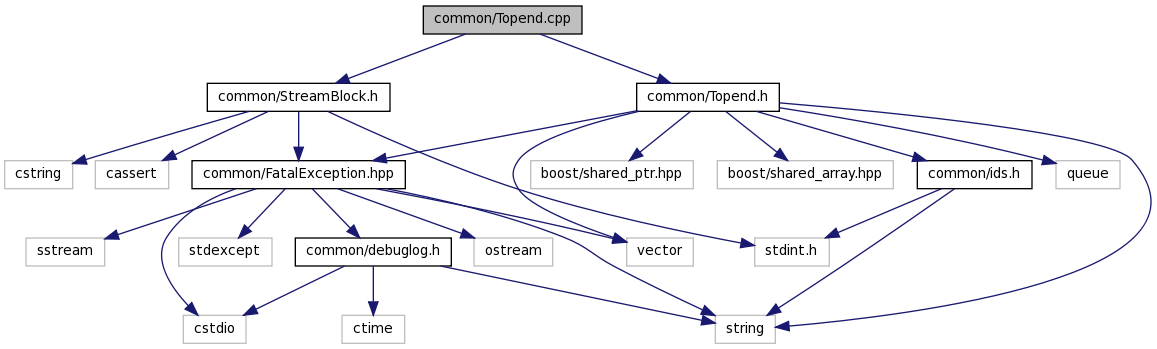 common/Topend.cpp
common/StreamBlock.h
common/Topend.h
cstring
cassert
common/FatalException.hpp
boost/shared_ptr.hpp
boost/shared_array.hpp
common/ids.h
queue
sstream
stdexcept
common/debuglog.h
ostream
vector
stdint.h
cstdio
ctime
string